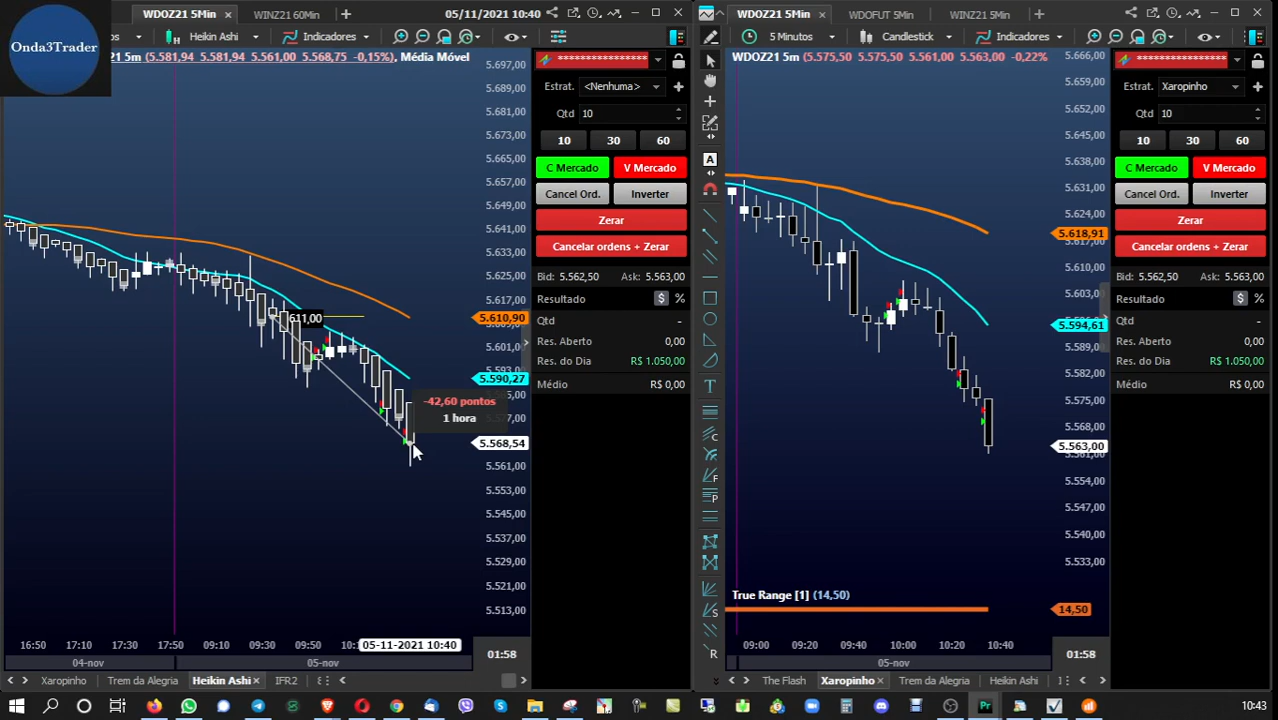 Onda3Trader
WDOZ21 5Min
WINZ21 60Min
05/11/2021 10:40
Heikin Ashi
Indicadores
21 5m (5.581,94 5.581,94 5.561,00 5.568,75 -0,15%), Média Móvel
5.697,00
5.689,00
5.681,00
5.673,00
5.665,00
5.657,00
5.649,00
5.641,00
5.633,00
5.625,00
5.617,00
5.610,90
5.601,00
5.593,00
5.590,27
5.585,00
5.577,00
5.568,54
5.561,00
5.553,00
5.545,00
5.537,00
5.529,00
5.521,00
5.513,00
611,00
-42,60 pontos
1 hora
16:50
17:10
17:30
17:50
09:10
09:30
09:50
05-11-2021 10:40
01:58
04-nov
05-nov
Xaropinho
Trem da Alegria
Heikin Ashi
IFR2
*****************
Estrat.
<Nenhuma>
Qtd
10
10
30
60
C Mercado
V Mercado
Cancel Ord.
Inverter
Zerar
Cancelar ordens + Zerar
Bid: 5.562,50
Ask: 5.563,00
Resultado
$
%
Qtd
-
Res. Aberto
0,00
Res. do Dia
R$ 1.050,00
Médio
R$ 0,00
WDOZ21 5Min
WDOFUT 5Min
WINZ21 5Min
5 Minutos
Candlestick
Indicadores
WDOZ21 5m (5.575,50 5.575,50 5.561,00 5.563,00 -0,22%)
5.666,00
5.659,00
5.652,00
5.645,00
5.638,00
5.631,00
5.624,00
5.618,91
5.617,00
5.610,00
5.603,00
5.594,61
5.589,00
5.582,00
5.575,00
5.568,00
5.563,00
5.561,00
5.554,00
5.547,00
5.540,00
5.533,00
True Range [1] (14,50)
14,50
09:00
09:20
09:40
10:00
10:20
10:40
01:58
05-nov
The Flash
Xaropinho
Trem da Alegria
Heikin Ashi
*****************
Estrat.
Xaropinho
Qtd
10
10
30
60
C Mercado
V Mercado
Cancel Ord.
Inverter
Zerar
Cancelar ordens + Zerar
Bid: 5.562,50
Ask: 5.563,00
Resultado
$
%
Qtd
-
Res. Aberto
0,00
Res. do Dia
R$ 1.050,00
Médio
R$ 0,00
Pr
10:43